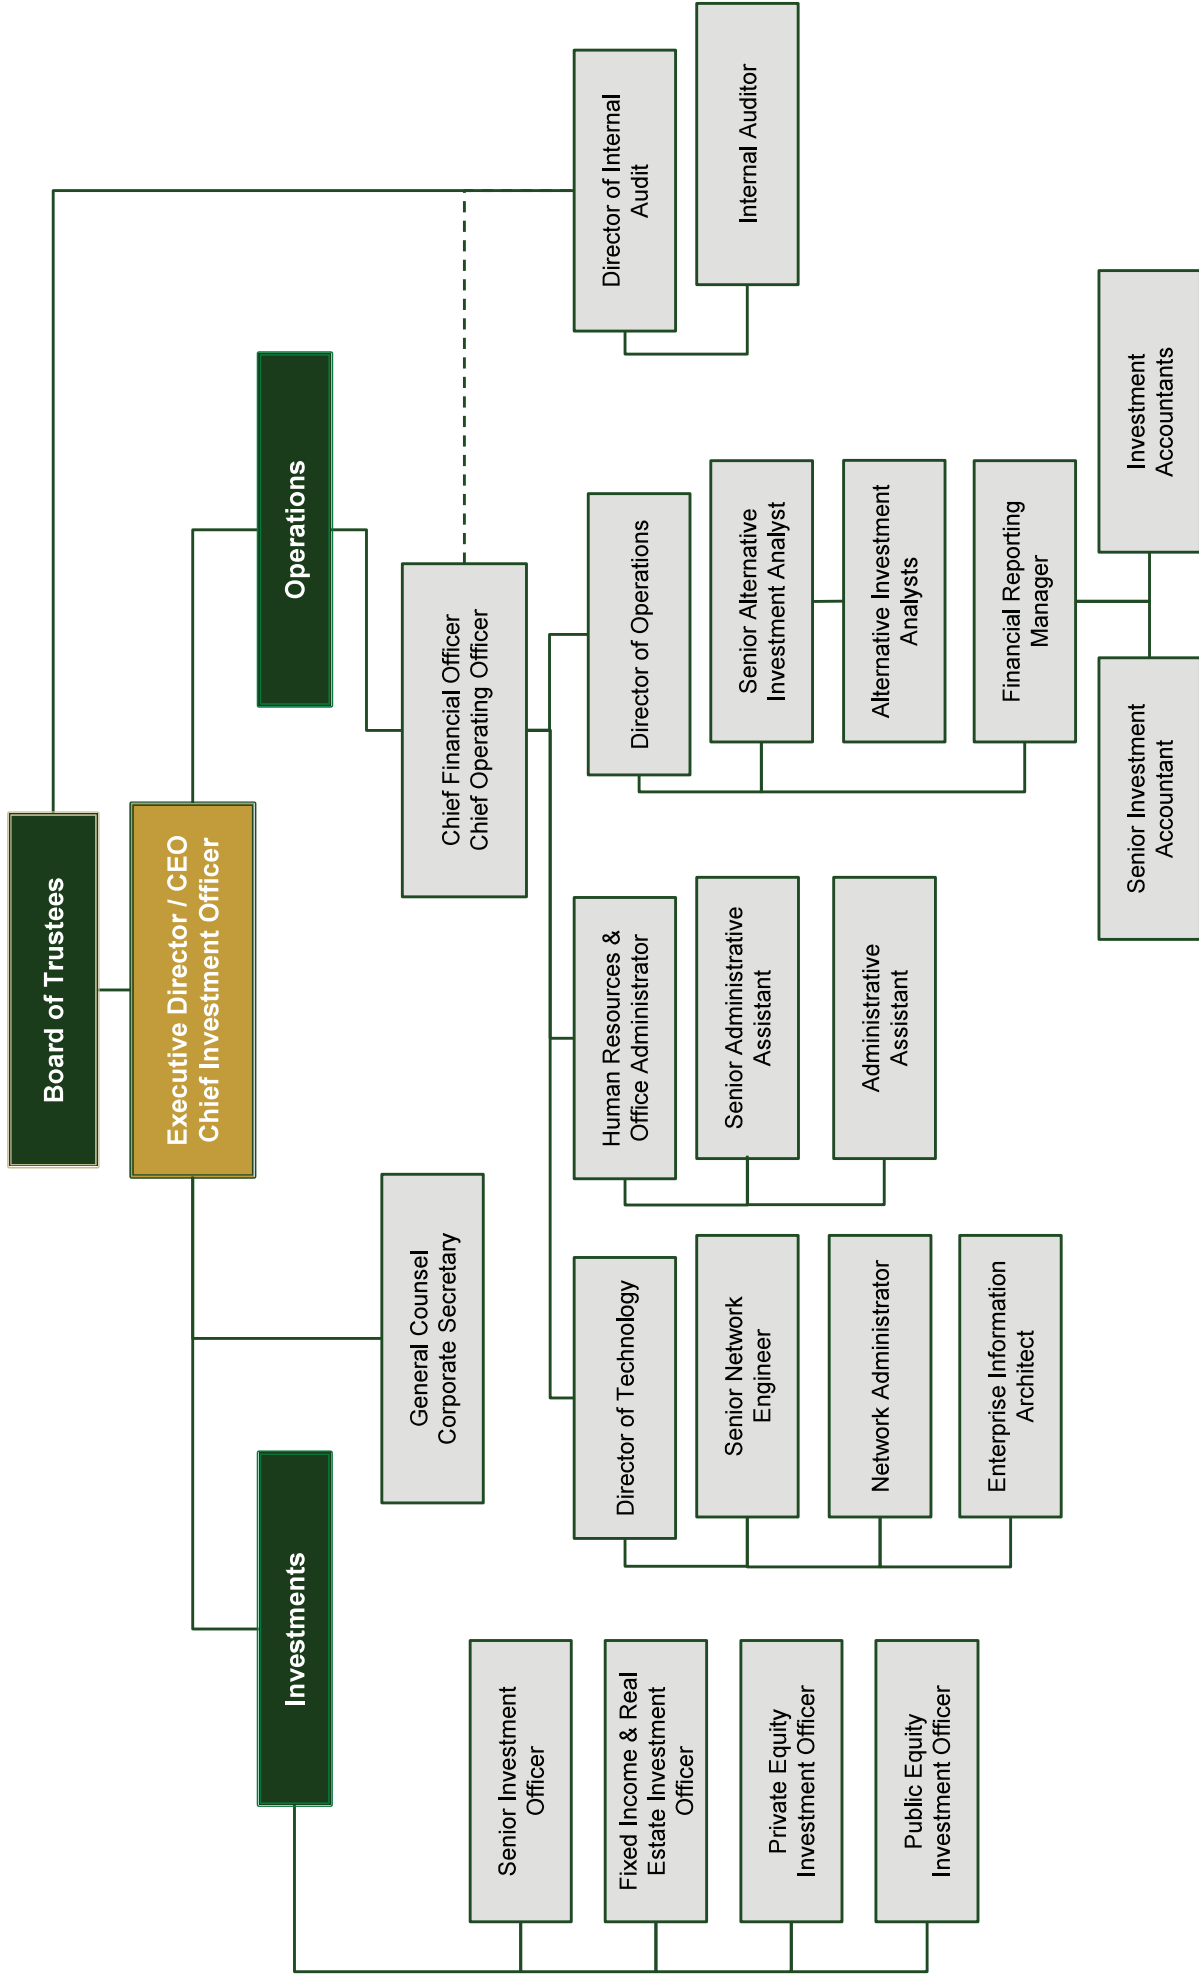 Board of Trustees
Executive Director / CEO
Chief Investment Officer
Investments
Operations
General Counsel
Corporate Secretary
Chief Financial Officer
Chief Operating Officer
Senior Investment
Officer
Fixed Income & Real
Estate Investment
Officer
Private Equity
Investment Officer
Public Equity
Investment Officer
Director of Technology
Senior Network
Engineer
Network Administrator
Enterprise Information
Architect
Human Resources &
Office Administrator
Senior Administrative
Assistant
Administrative
Assistant
Director of Operations
Senior Alternative
Investment Analyst
Alternative Investment
Analysts
Financial Reporting
Manager
Senior Investment
Accountant
Investment
Accountants
Director of Internal
Audit
Internal Auditor